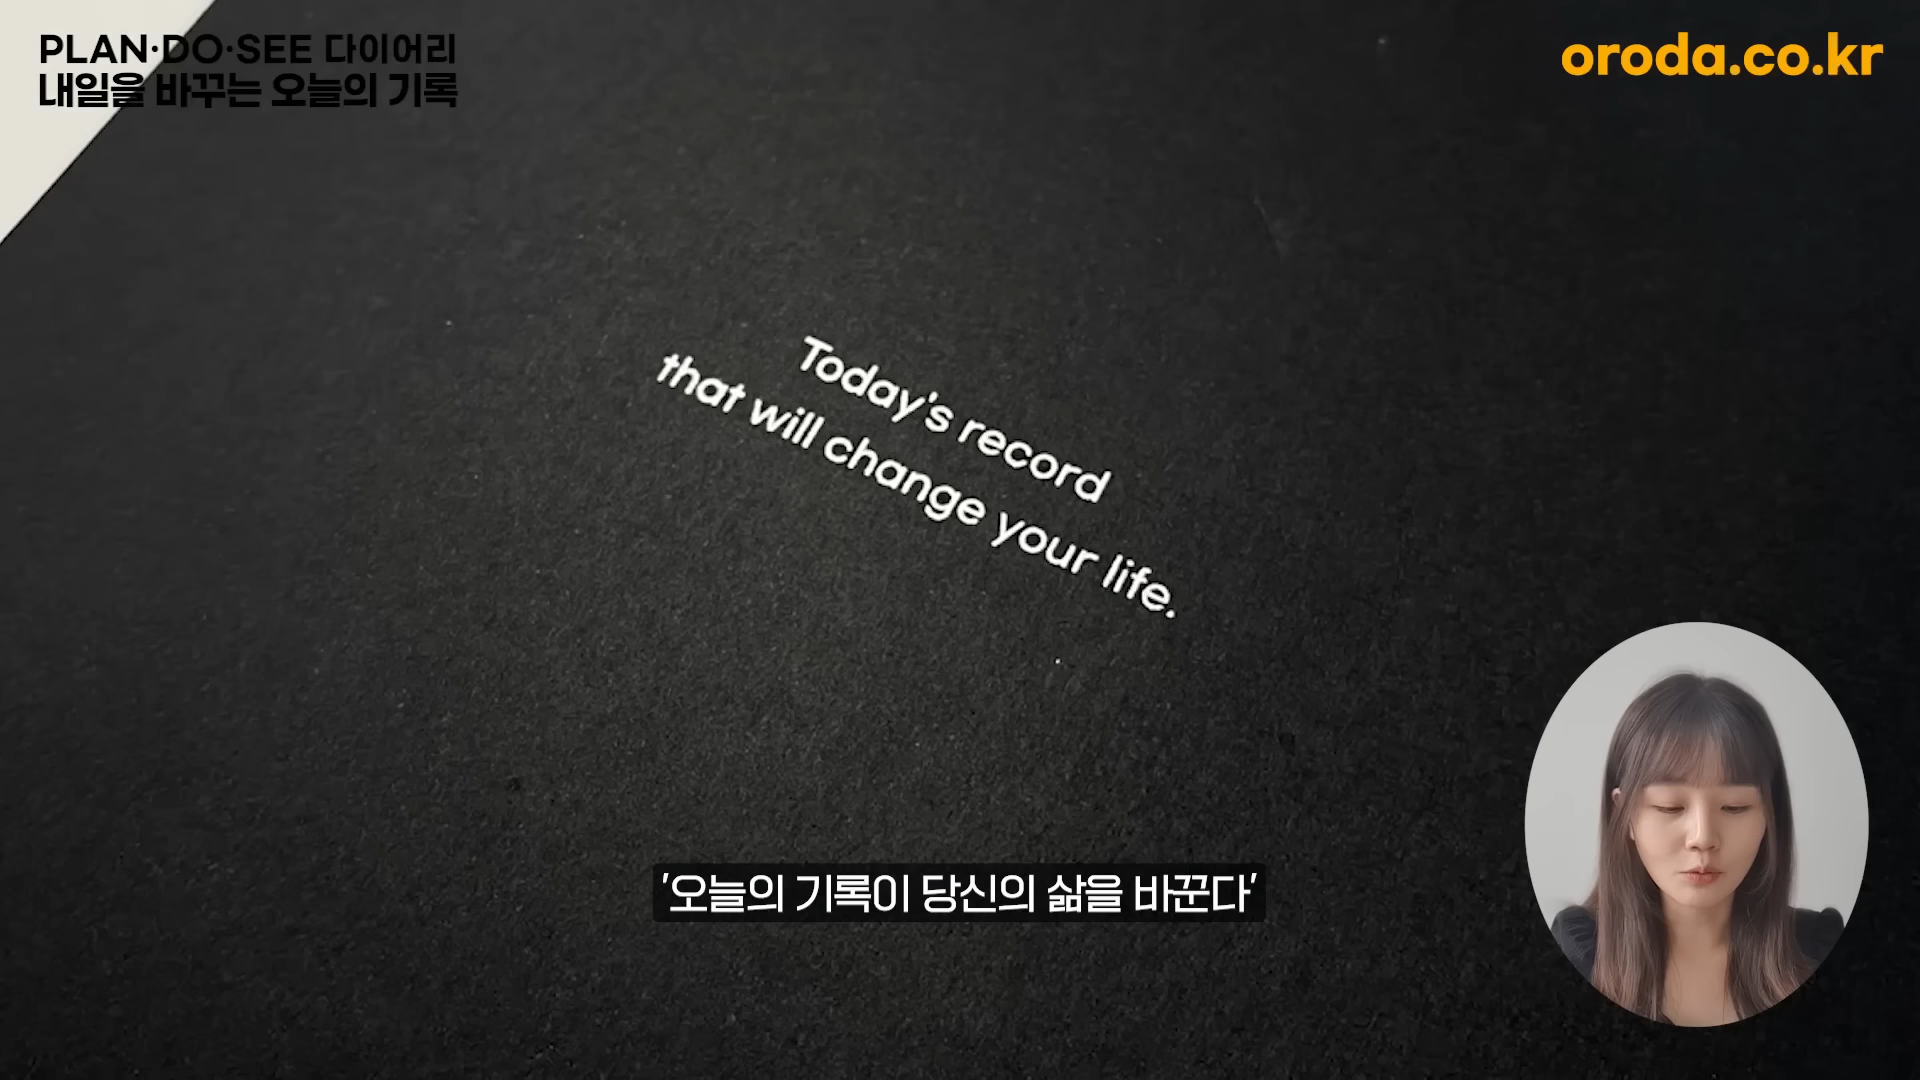 PLAN·DO·SEE 다이어리
내일을 바꾸는 오늘의 기록
oroda.co.kr
Today's record
that will change your life.
'오늘의 기록이 당신의 삶을 바꾼다'